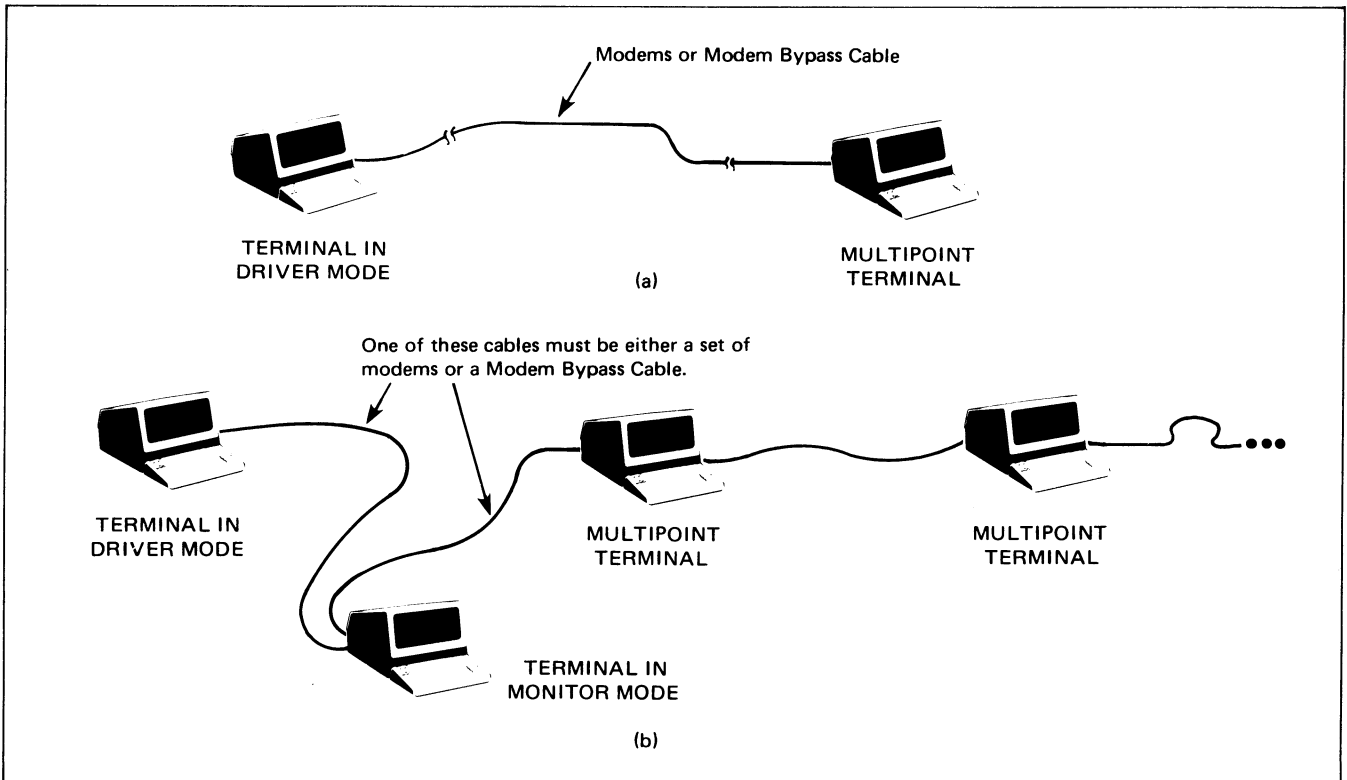 Modems or Modem Bypass Cable
TERMINAL IN
DRIVER MODE
MULTIPOINT
TERMINAL
(a)
One of these cables must be either a set of
modems or a Modem Bypass Cable.
TERMINAL IN
DRIVER MODE
MULTIPOINT
TERMINAL
MULTIPOINT
TERMINAL
TERMINAL IN
MONITOR MODE
(b)